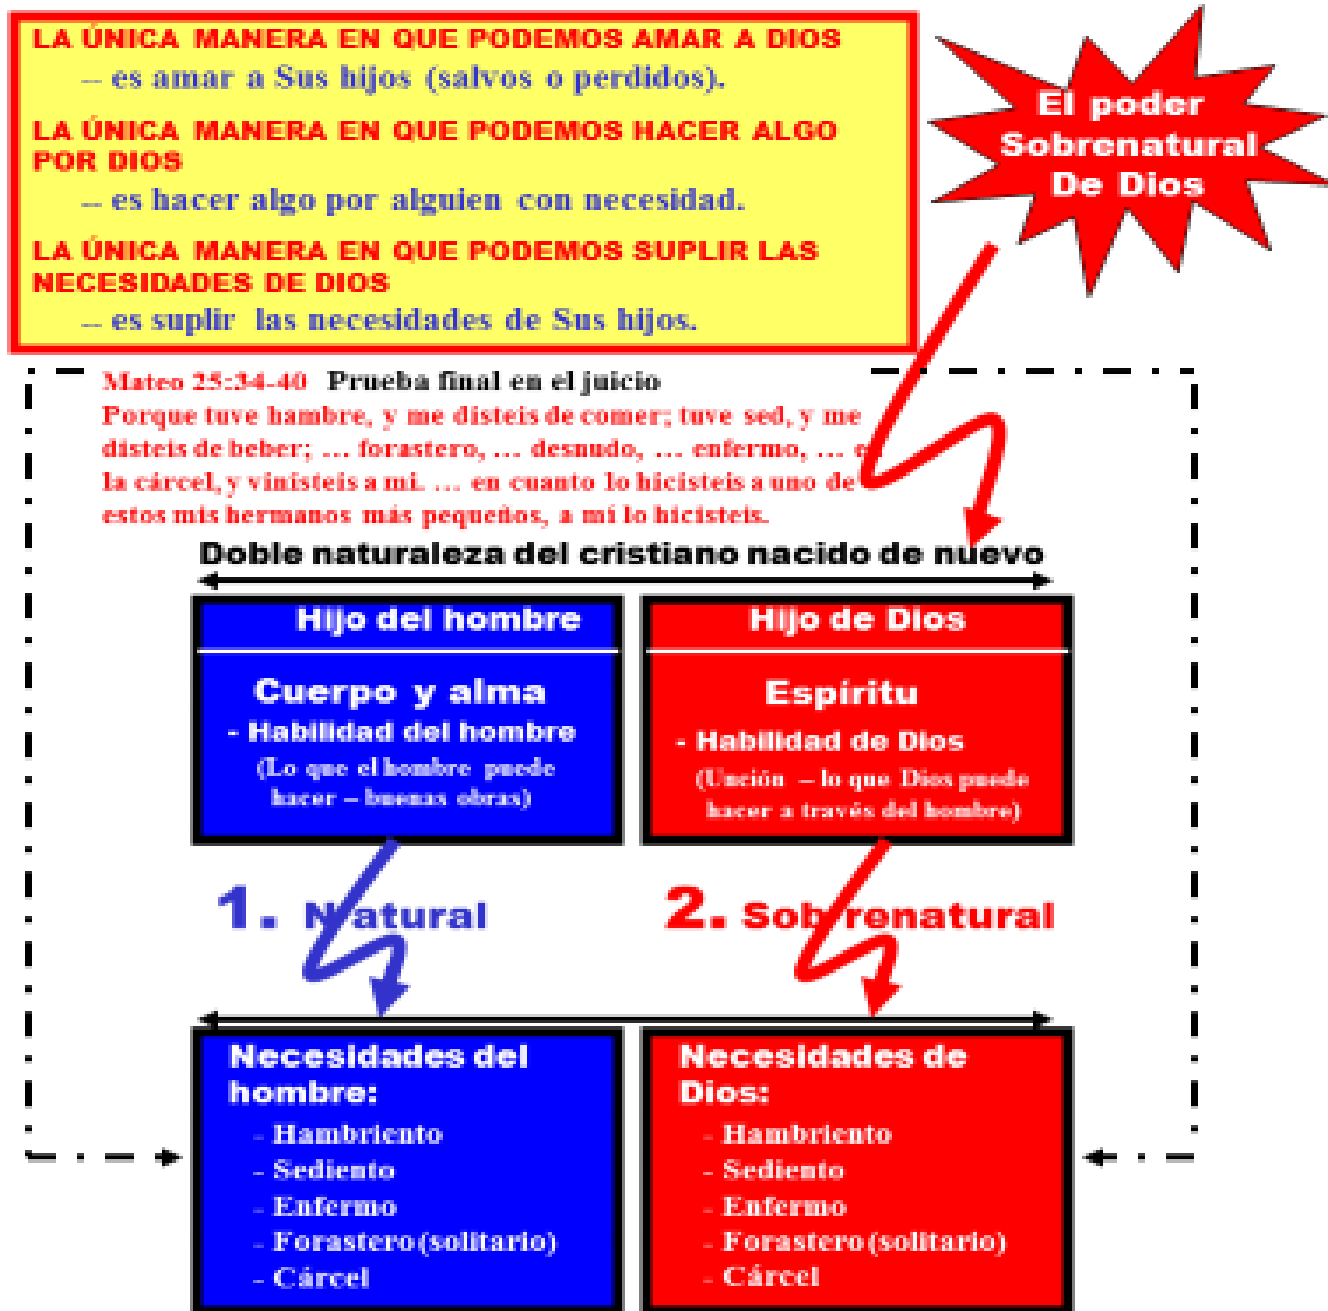 LA ÚNICA MANERA EN QUE PODEMOS AMAR A DIOS
– es amar a Sus hijos (salvos o perdidos).
LA ÚNICA MANERA EN QUE PODEMOS HACER ALGO
POR DIOS
– es hacer algo por alguien con necesidad.
LA ÚNICA MANERA EN QUE PODEMOS SUPLIR LAS
NECESIDADES DE DIOS
– es suplir las necesidades de Sus hijos.
El poder
Sobrenatural
De Dios
Mateo 25:34-40 Prueba final en el juicio
Porque tuve hambre, y me disteis de comer; tuve sed, y me
disteis de beber; ... forastero, ... desnudo, ... enfermo, ...
la cárcel, y vinisteis a mi. ... en cuanto lo hicisteis a uno de
estos mis hermanos más pequeños, a mí lo hicisteis.
Doble naturaleza del cristiano nacido de nuevo
Hijo del hombre
Cuerpo y alma
- Habilidad del hombre
(Lo que el hombre puede
hacer – buenas obras)
Hijo de Dios
Espíritu
- Habilidad de Dios
(Unción – lo que Dios puede
hacer a través del hombre)
1. Natural
2. Sobrenatural
Necesidades del
hombre:
- Hambriento
- Sediento
- Enfermo
- Forastero (solitario)
- Cárcel
Necesidades de
Dios:
- Hambriento
- Sediento
- Enfermo
- Forastero (solitario)
- Cárcel